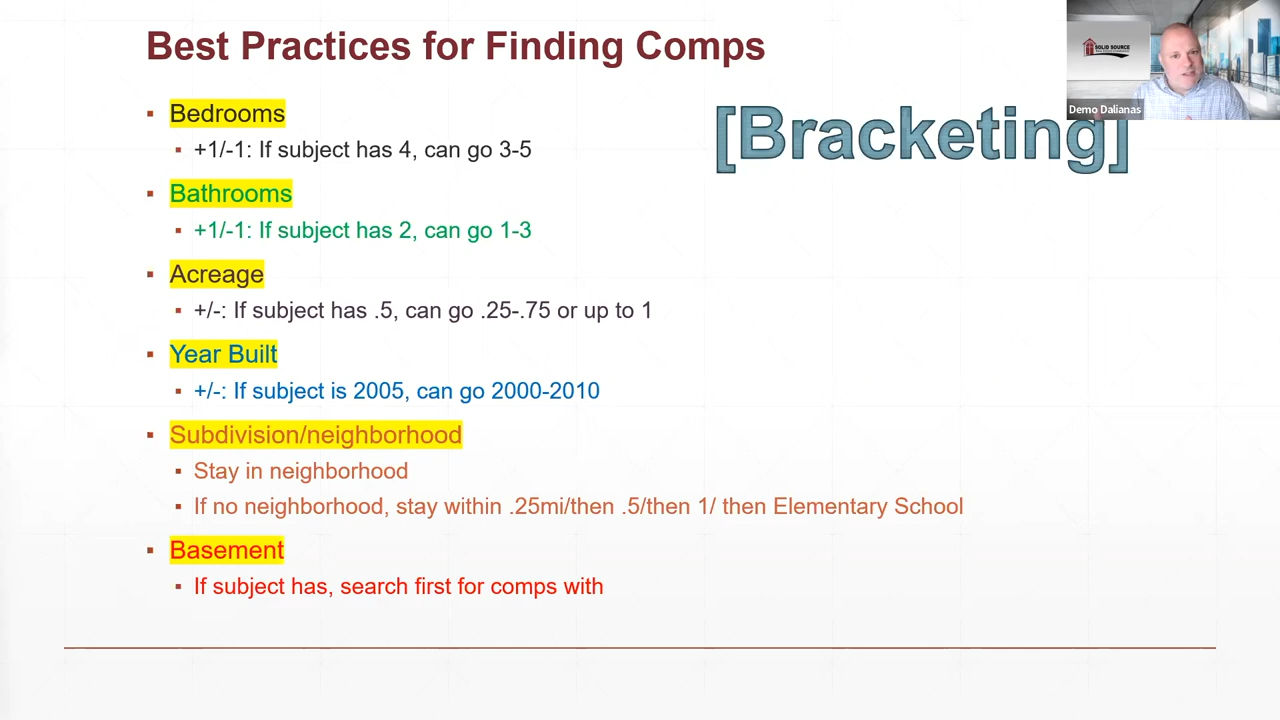 Best Practices for Finding Comps
[Bracketing]
SOLID SOURCE
Demo Dalianas
▪ Bedrooms
▪ +1/-1: If subject has 4, can go 3-5
▪ Bathrooms
▪ +1/-1: If subject has 2, can go 1-3
▪ Acreage
▪ +/-: If subject has .5, can go .25-.75 or up to 1
▪ Year Built
▪ +/-: If subject is 2005, can go 2000-2010
▪ Subdivision/neighborhood
▪ Stay in neighborhood
▪ If no neighborhood, stay within .25mi/then .5/then 1/ then Elementary School
▪ Basement
▪ If subject has, search first for comps with